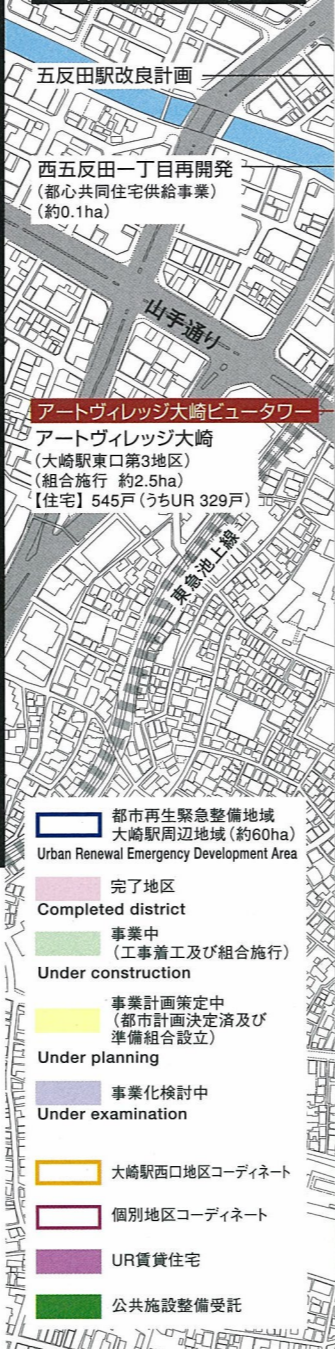 五反田駅改良計画
西五反田一丁目再開発
(都心共同住宅供給事業)
(約0.1ha)
山手通り
アートヴィレッジ大崎ビュータワー
アートヴィレッジ大崎
(大崎駅東口第3地区)
(組合施行 約2.5ha)
【住宅】 545戸(うちUR 329戸)
東急池上線
都市再生緊急整備地域
大崎駅周辺地域(約60ha)
Urban Renewal Emergency Development Area
完了地区
Completed district
事業中
(工事着工及び組合施行)
Under construction
事業計画策定中
(都市計画決定済及び
準備組合設立)
Under planning
事業化検討中
Under examination
大崎駅西口地区コーディネート
個別地区コーディネート
UR賃貸住宅
公共施設整備受託